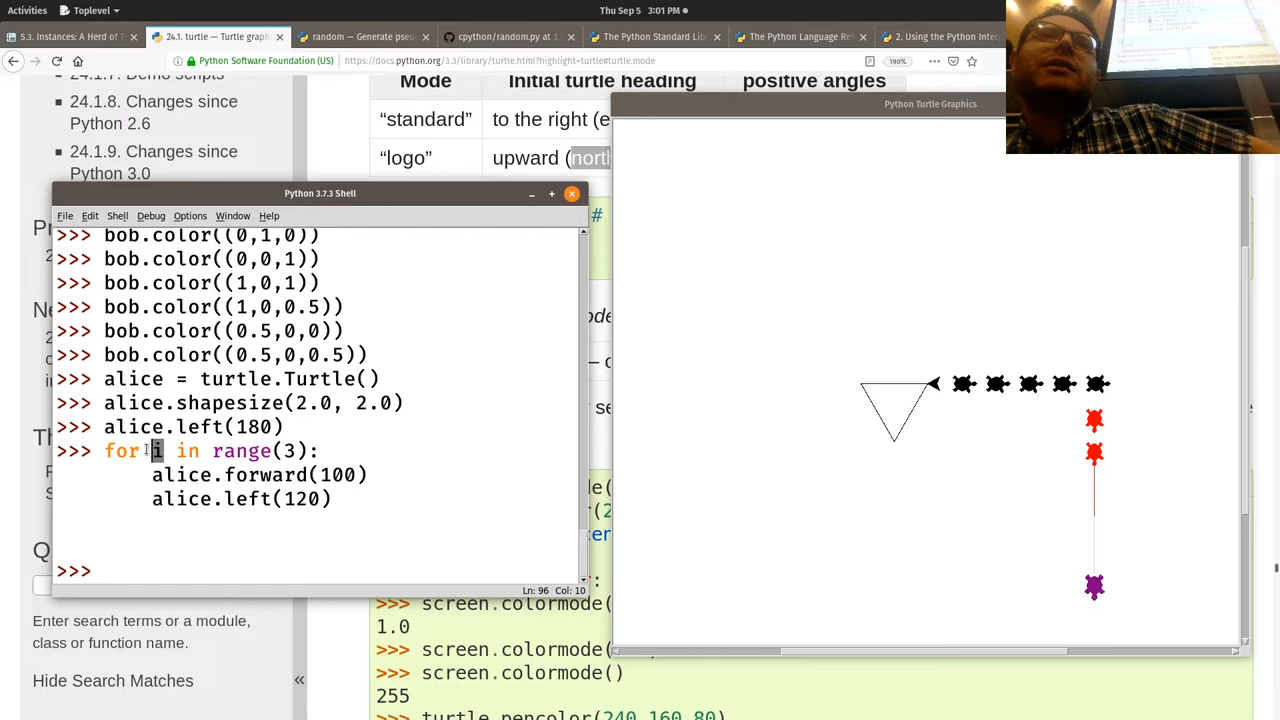 Activities
Toplevel
Thu Sep 5 3:01 PM
5.3. Instances: A Herd of T
24.1. turtle — Turtle graph
random — Generate pseud
cpython/random.py at 3.
The Python Standard Lib
The Python Language Re
2. Using the Python Inter
Python Software Foundation (US)
https://docs.python.org
library/turtle.html?highlight=turtle#turtle.mode
190%
24.1.8. Changes since
Python 2.6
24.1.9. Changes since
Python 3.0
Mode
Initial turtle heading
positive angles
“standard”
to the right (e
“logo”
upward (north
#
Python Turtle Graphics
Python 3.7.3 Shell
File Edit Shell Debug Options Window Help
>>> bob.color((0,1,0))
>>> bob.color((0,0,1))
>>> bob.color((1,0,1))
>>> bob.color((1,0,0.5))
>>> bob.color((0.5,0,0))
>>> bob.color((0.5,0,0.5))
>>> alice = turtle.Turtle()
>>> alice.shapesize(2.0, 2.0)
>>> alice.left(180)
>>> for i in range(3):
alice.forward(100)
alice.left(120)
>>>
Ln: 96 Col: 10
Enter search terms or a module,
class or function name.
Hide Search Matches
«
>>> screen.colormode(
1.0
>>> screen.colormode(
>>> screen.colormode()
255
>>> turtle.pencolor(240,160,80)